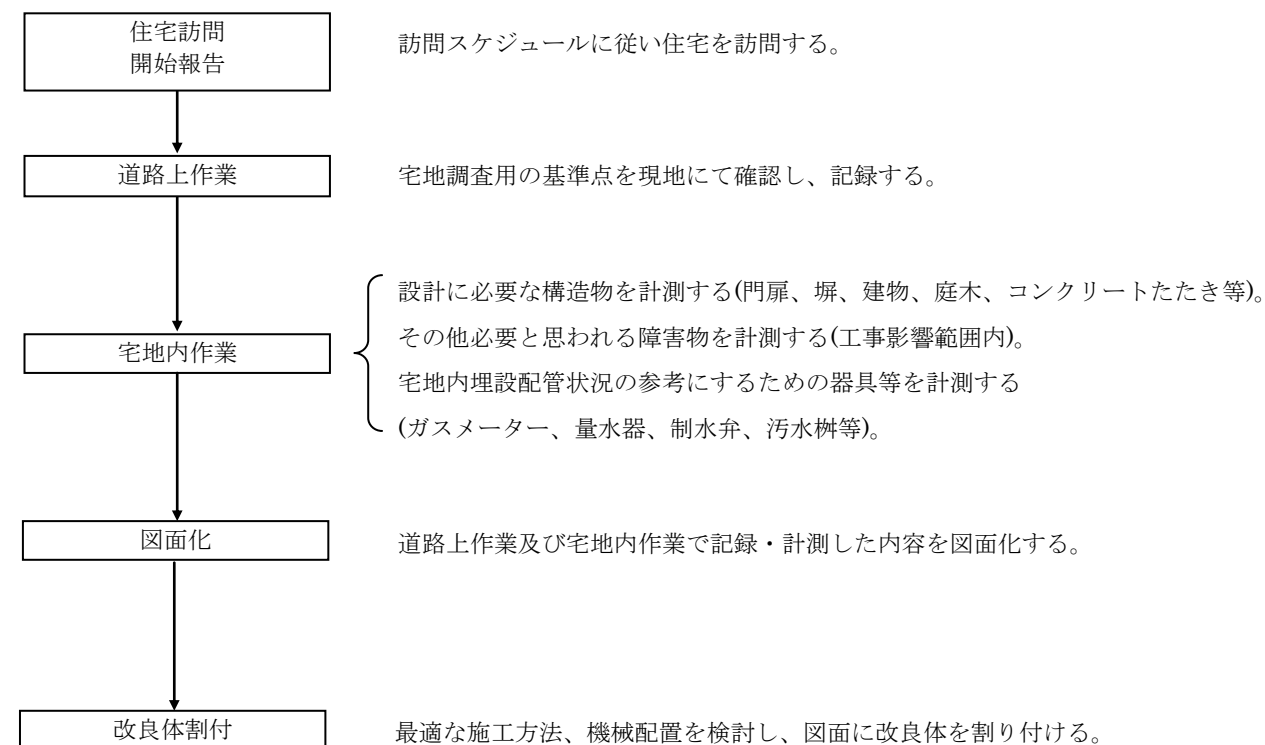 住宅訪問
開始報告
訪問スケジュールに従い住宅を訪問する。
道路上作業
宅地調査用の基準点を現地にて確認し、記録する。
宅地内作業
設計に必要な構造物を計測する(門扉、塀、建物、庭木、コンクリートたたき等)。
その他必要と思われる障害物を計測する(工事影響範囲内)。
宅地内埋設配管状況の参考にするための器具等を計測する
(ガスメーター、量水器、制水弁、汚水桝等)。
図面化
道路上作業及び宅地内作業で記録・計測した内容を図面化する。
改良体割付
最適な施工方法、機械配置を検討し、図面に改良体を割り付ける。